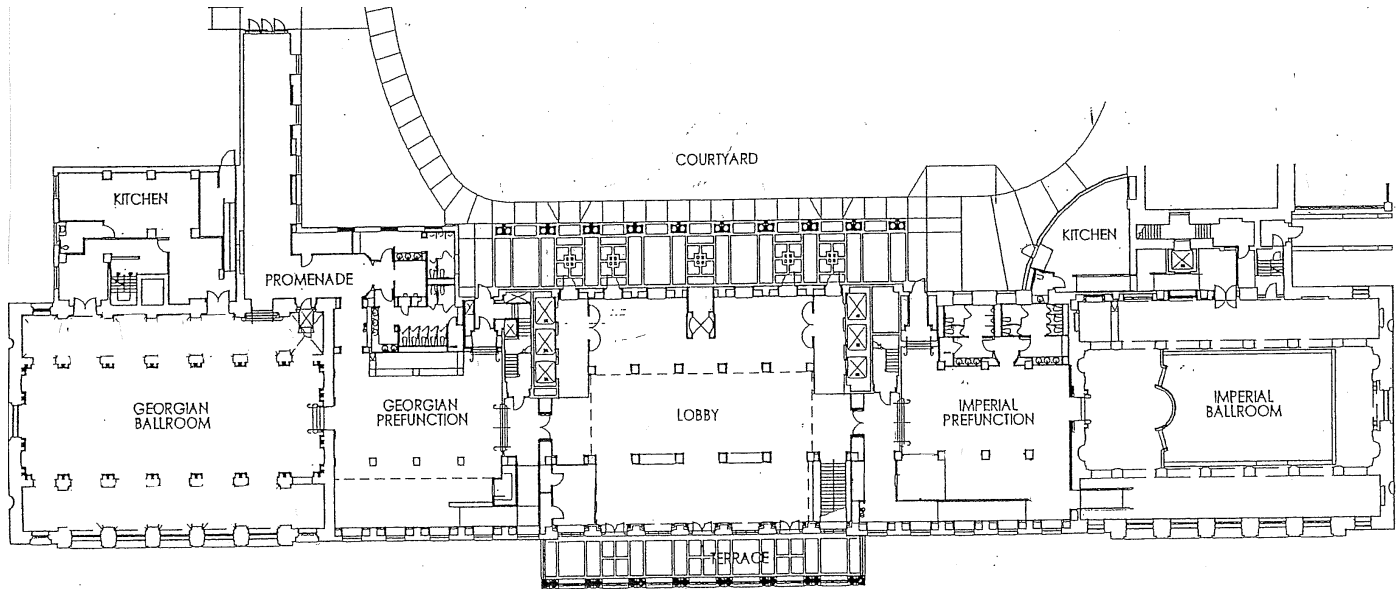 COURTYARD
KITCHEN
KITCHEN
PROMENADE
GEORGIAN
BALLROOM
GEORGIAN
PREFUNCTION
LOBBY
IMPERIAL
PREFUNCTION
IMPERIAL
BALLROOM
TERRACE